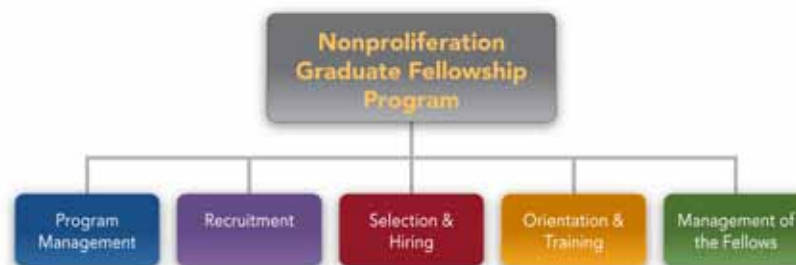 Nonproliferation
Graduate Fellowship
Program
Program
Management
Recruitment
Selection &
Hiring
Orientation &
Training
Management of
the Fellows